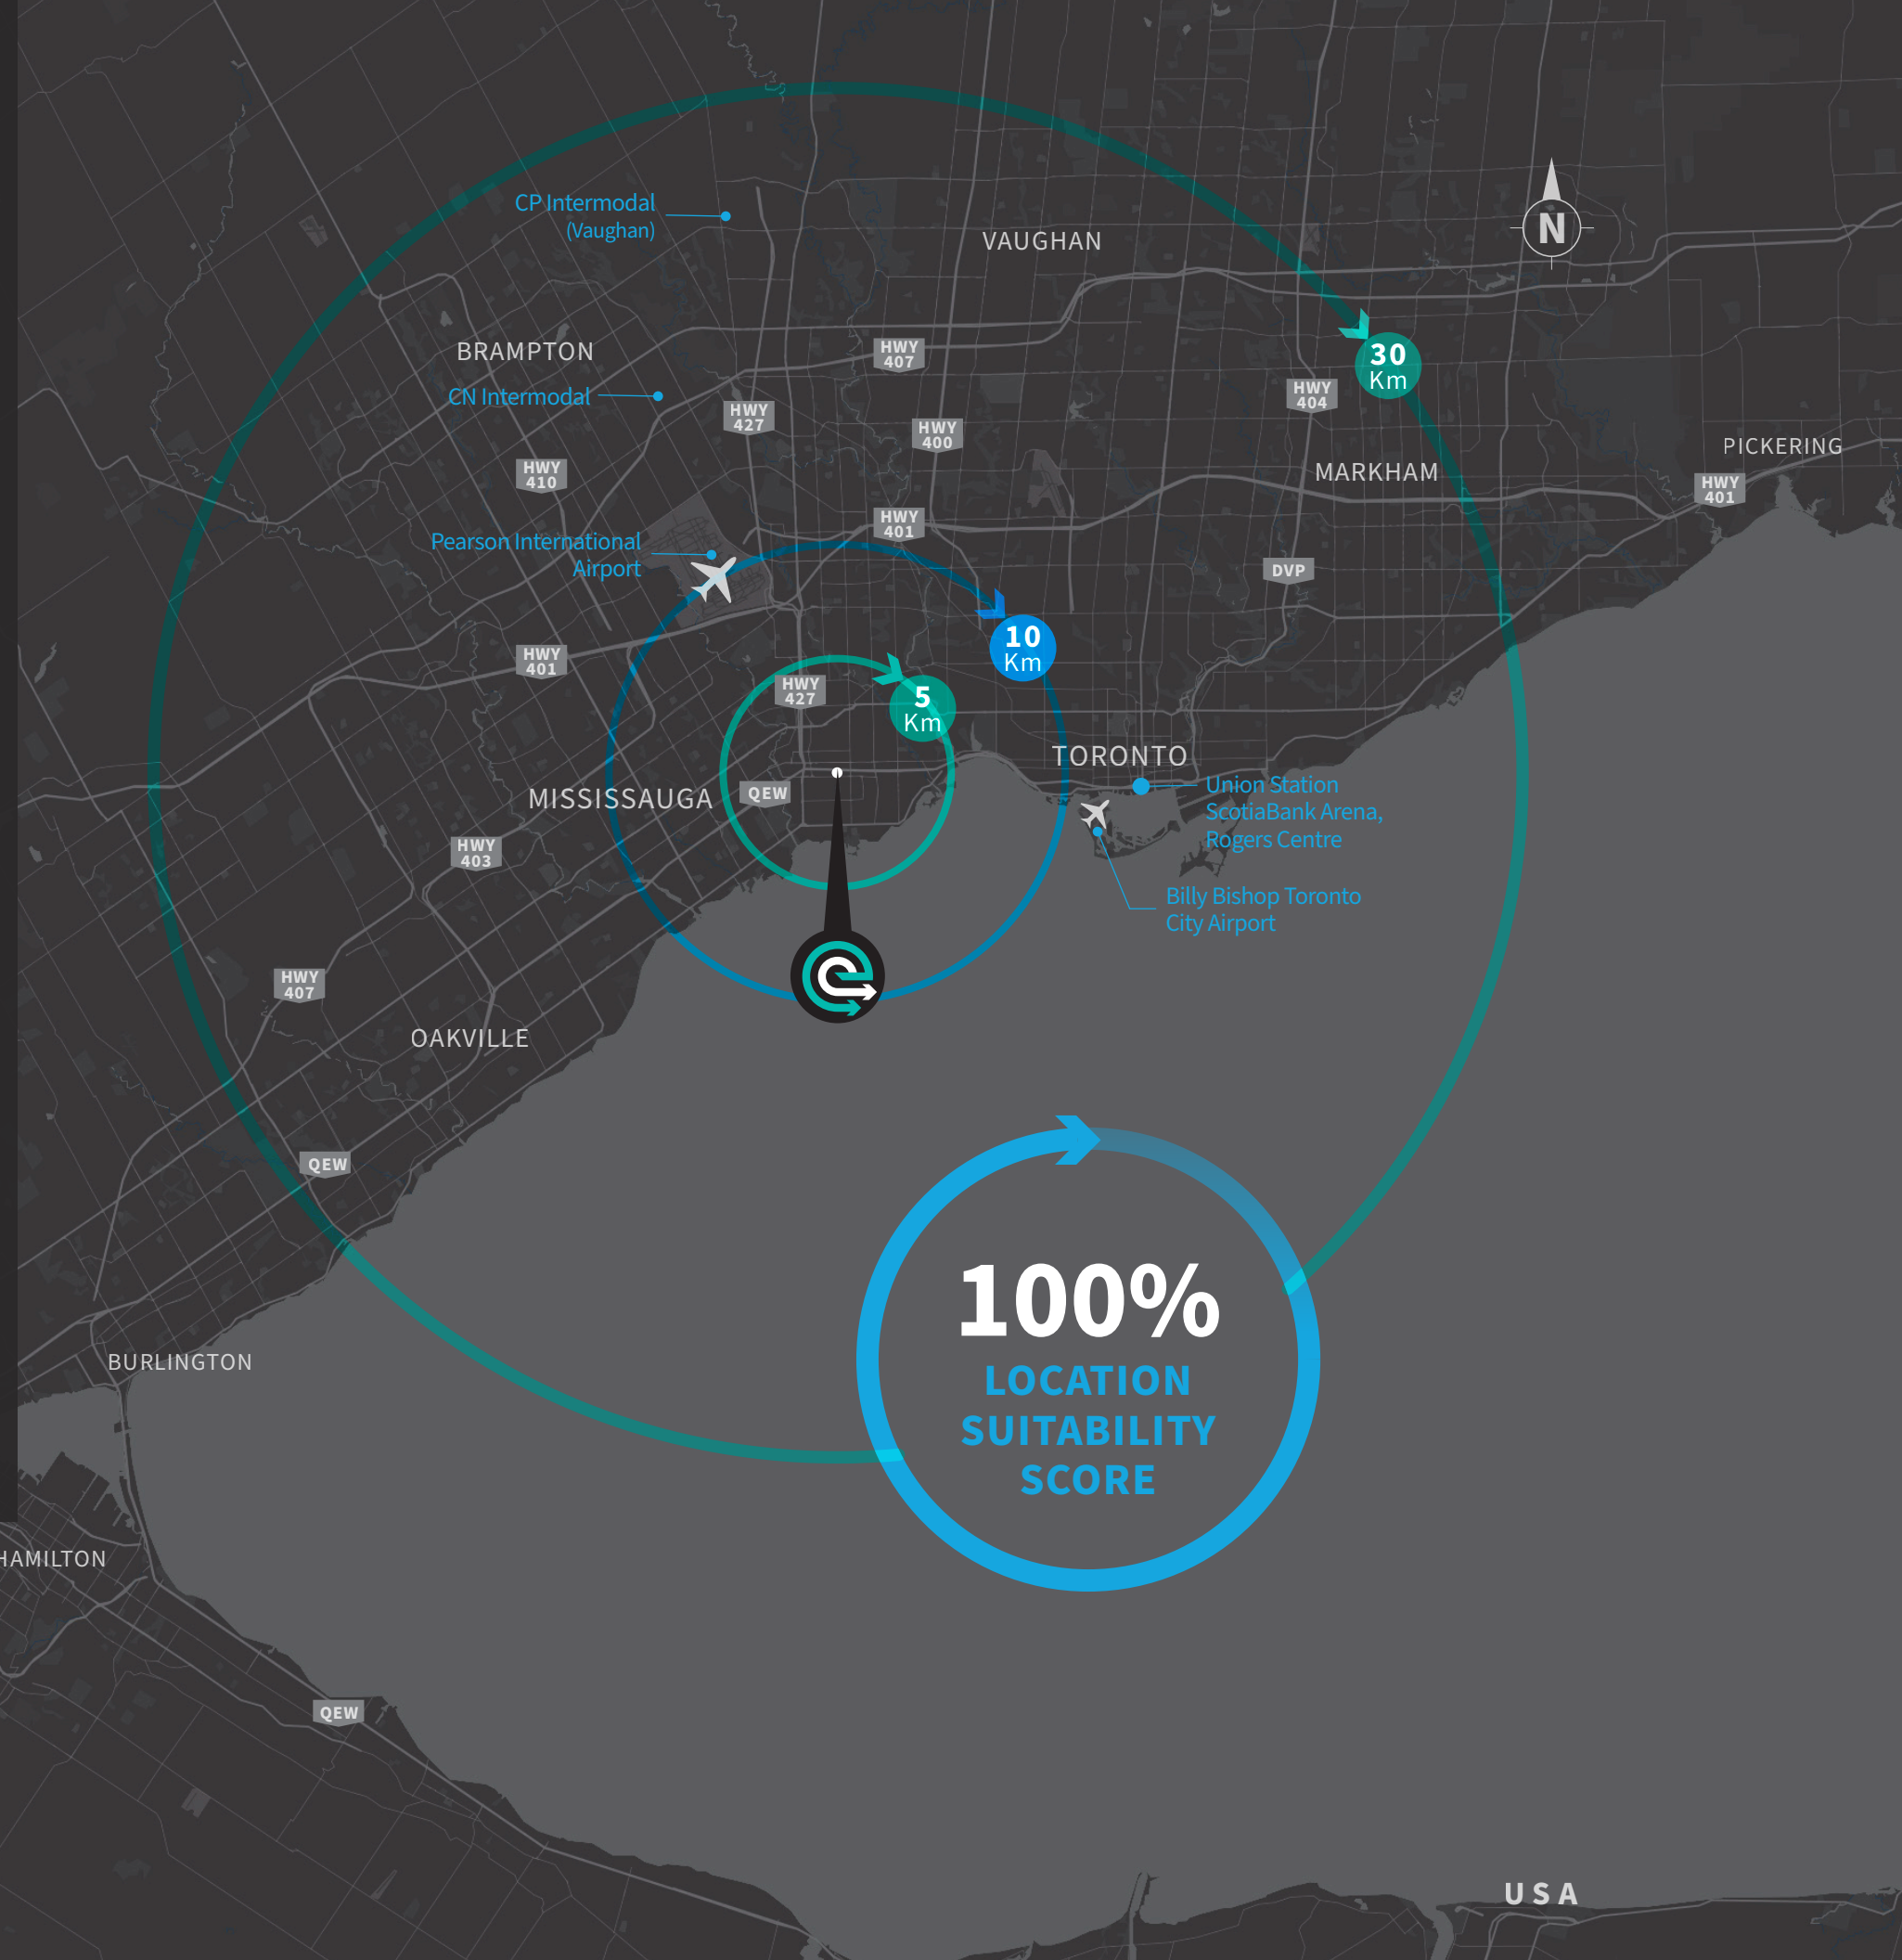 CP Intermodal
(Vaughan)
VAUGHAN
N
BRAMPTON
HWY
407
30
Km
CN Intermodal
HWY
404
HWY
427
HWY
400
PICKERING
MARKHAM
HWY
410
HWY
401
HWY
401
Pearson International
Airport
DVP
10
Km
HWY
401
HWY
427
5
Km
TORONTO
MISSISSAUGA
QEW
Union Station
ScotiaBank Arena,
Rogers Centre
HWY
403
Billy Bishop Toronto
City Airport
HWY
407
OAKVILLE
QEW
100%
LOCATION
SUITABILITY
SCORE
BURLINGTON
HAMILTON
QEW
USA